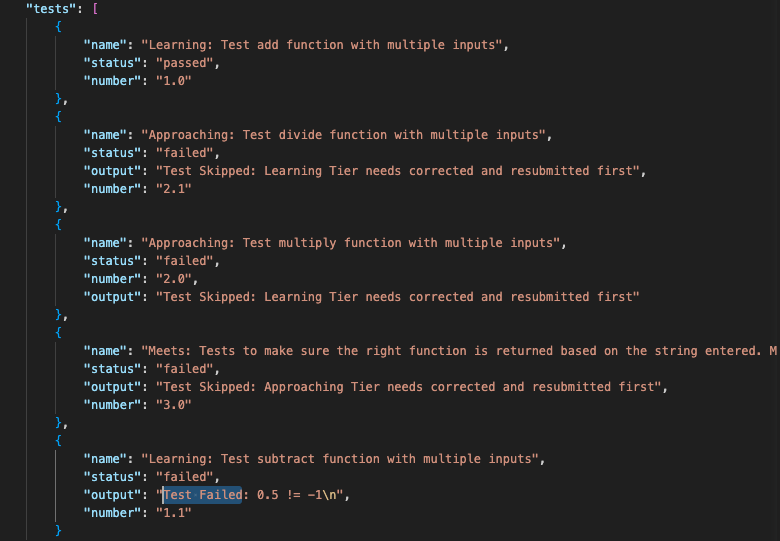 "tests": [
{
"name": "Learning: Test add function with multiple inputs",
"status": "passed",
"number": "1.0"
},
{
"name": "Approaching: Test divide function with multiple inputs",
"status": "failed",
"output": "Test Skipped: Learning Tier needs corrected and resubmitted first",
"number": "2.1"
},
{
"name": "Approaching: Test multiply function with multiple inputs",
"status": "failed",
"number": "2.0",
"output": "Test Skipped: Learning Tier needs corrected and resubmitted first"
},
{
"name": "Meets: Tests to make sure the right function is returned based on the string entered. M
"status": "failed",
"output": "Test Skipped: Approaching Tier needs corrected and resubmitted first",
"number": "3.0"
},
{
"name": "Learning: Test subtract function with multiple inputs",
"status": "failed",
"output": "Test Failed: 0.5 != -1\n",
"number": "1.1"
}